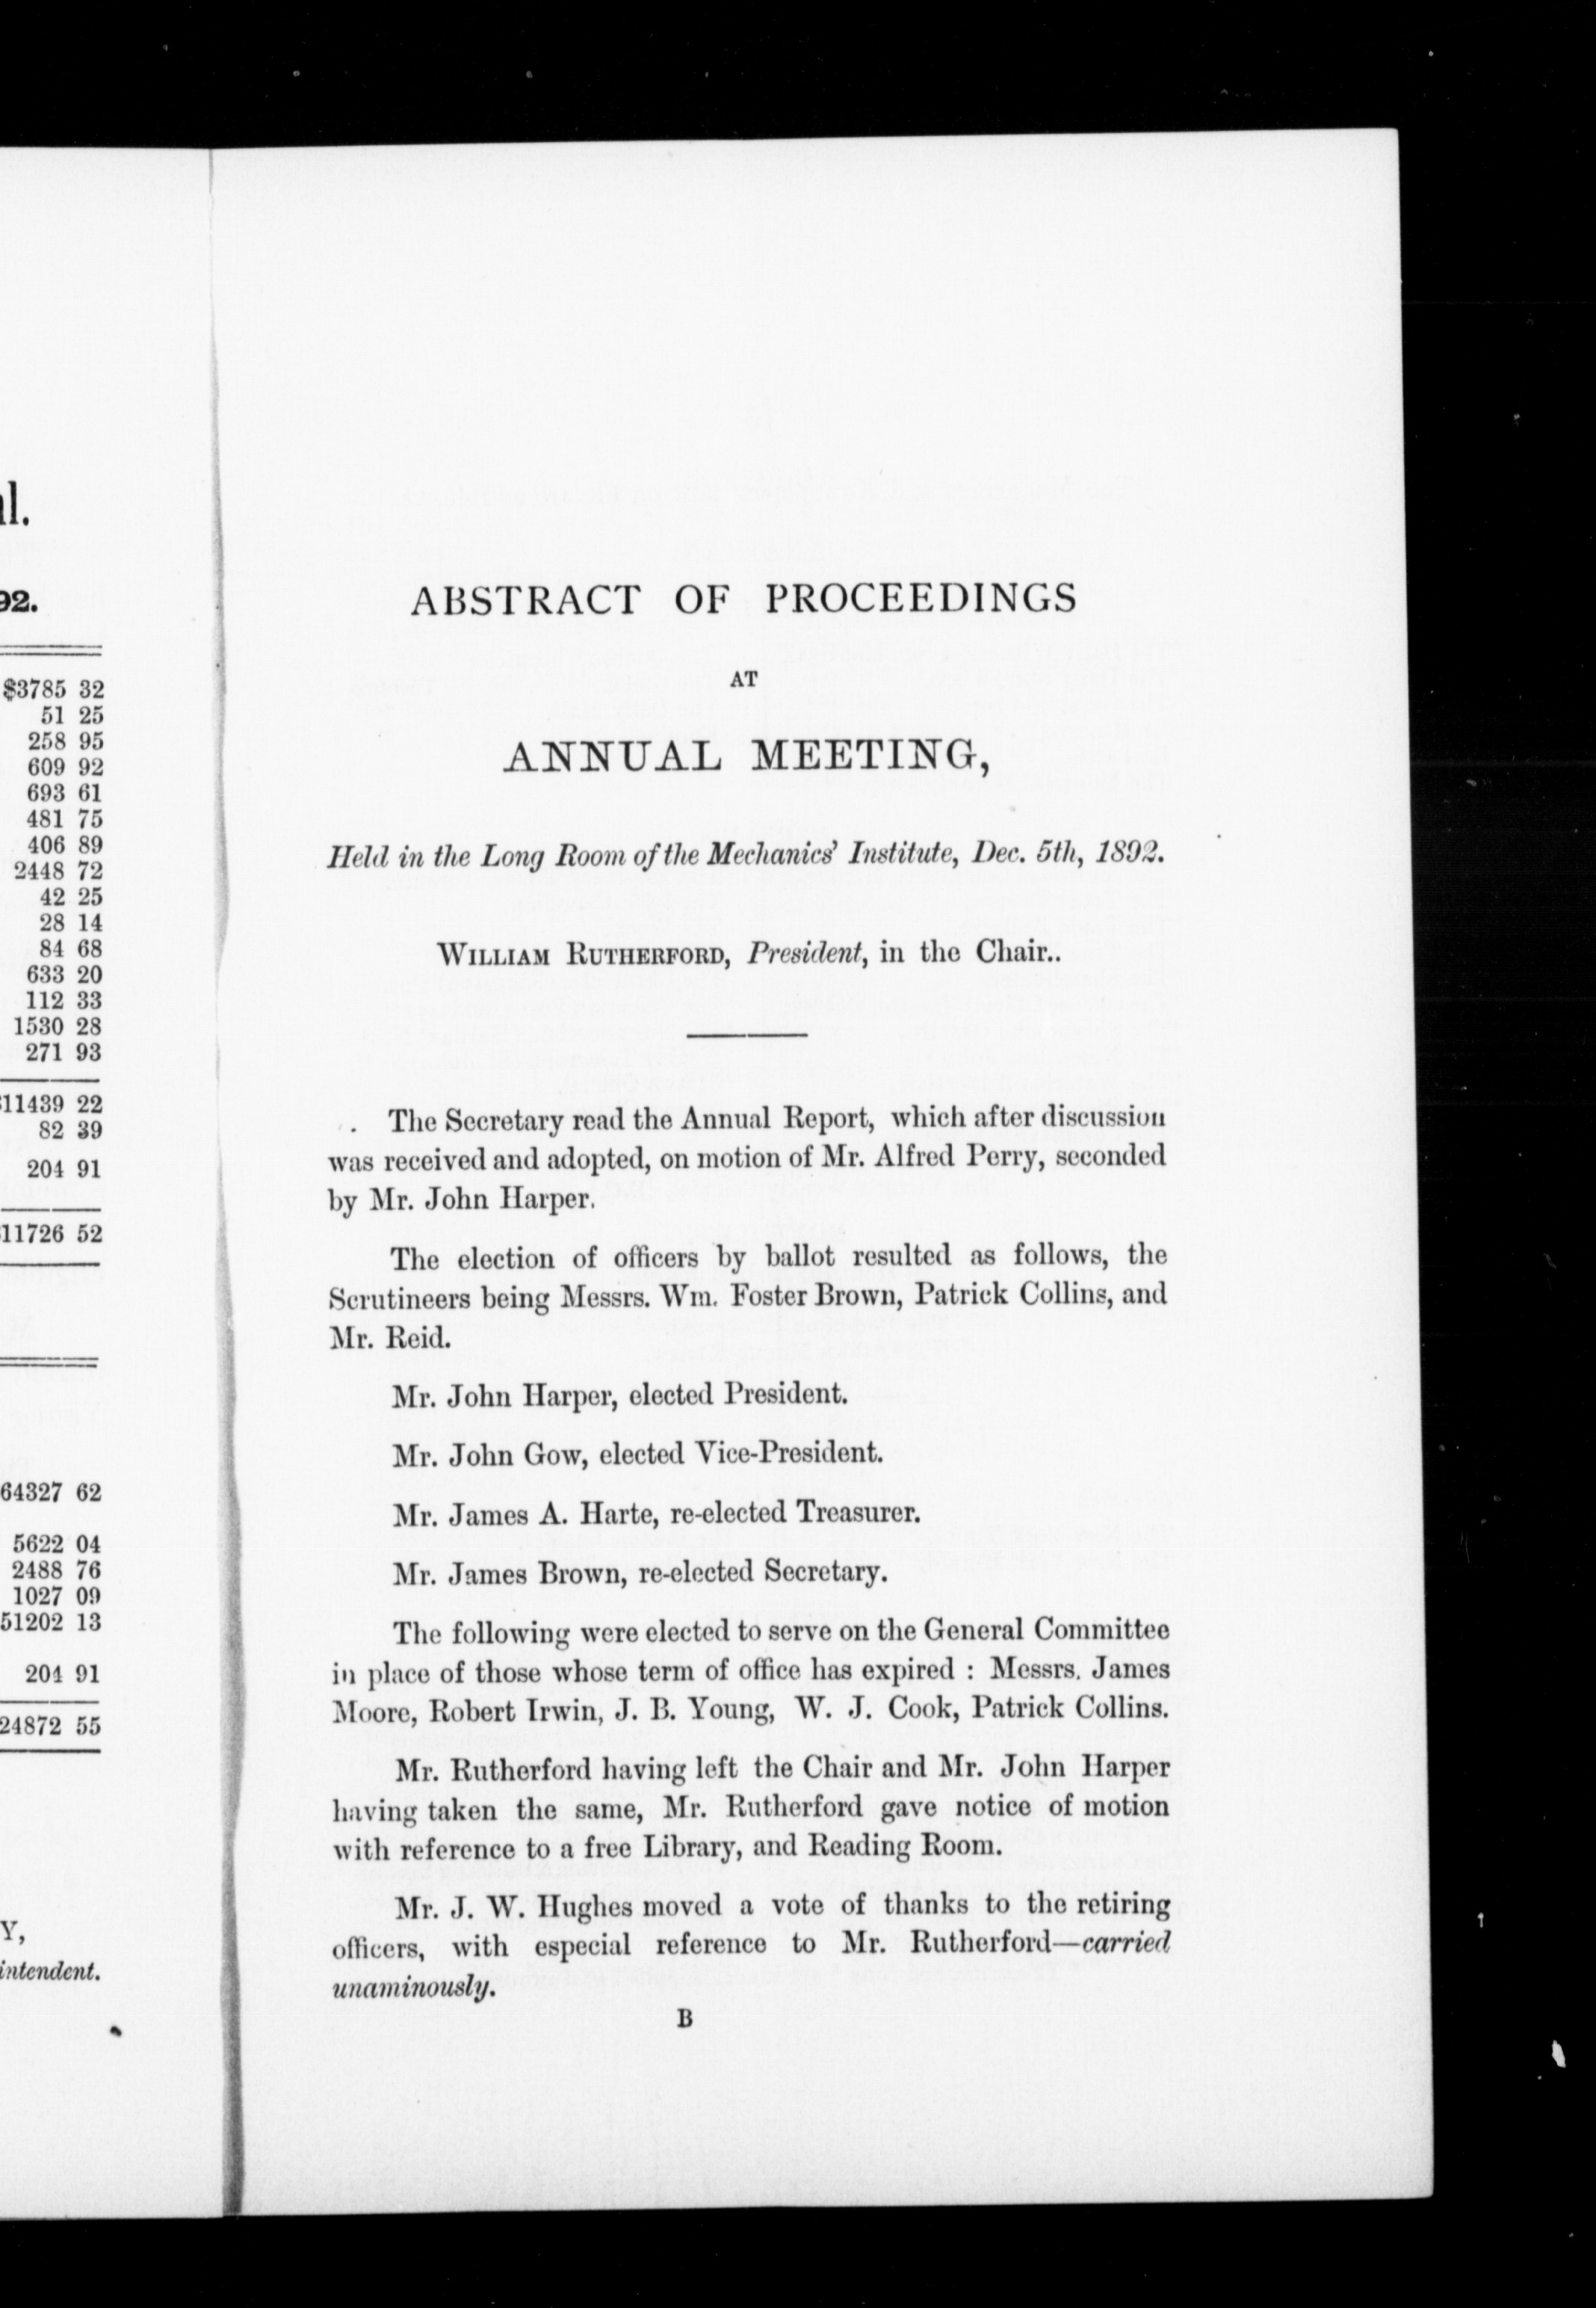 l.
92.
$3785 32
51 25
258 95
609 92
693 61
481 75
406 89
2448 72
42 25
28 14
84 68
633 20
112 33
1530 28
271 93
11439 22
82 39
204 91
11726 52
64327 62
5622 04
2488 76
1027 09
51202 13
204 91
24872 55
Y,
intendent.
ABSTRACT OF PROCEEDINGS
AT
ANNUAL MEETING,
Held in the Long Room of the Mechanics' Institute, Dec. 5th, 1892.
WILLIAM RUTHERFORD, President, in the Chair..
The Secretary read the Annual Report, which after discussion
was received and adopted, on motion of Mr. Alfred Perry, seconded
by Mr. John Harper.
The election of officers by ballot resulted as follows, the
Scrutineers being Messrs. Wm. Foster Brown, Patrick Collins, and
Mr. Reid.
Mr. John Harper, elected President.
Mr. John Gow, elected Vice-President.
Mr. James A. Harte, re-elected Treasurer.
Mr. James Brown, re-elected Secretary.
The following were elected to serve on the General Committee
in place of those whose term of office has expired : Messrs. James
Moore, Robert Irwin, J. B. Young, W. J. Cook, Patrick Collins.
Mr. Rutherford having left the Chair and Mr. John Harper
having taken the same, Mr. Rutherford gave notice of motion
with reference to a free Library, and Reading Room.
Mr. J. W. Hughes moved a vote of thanks to the retiring
officers, with especial reference to Mr. Rutherford—carried
unaminously.
B